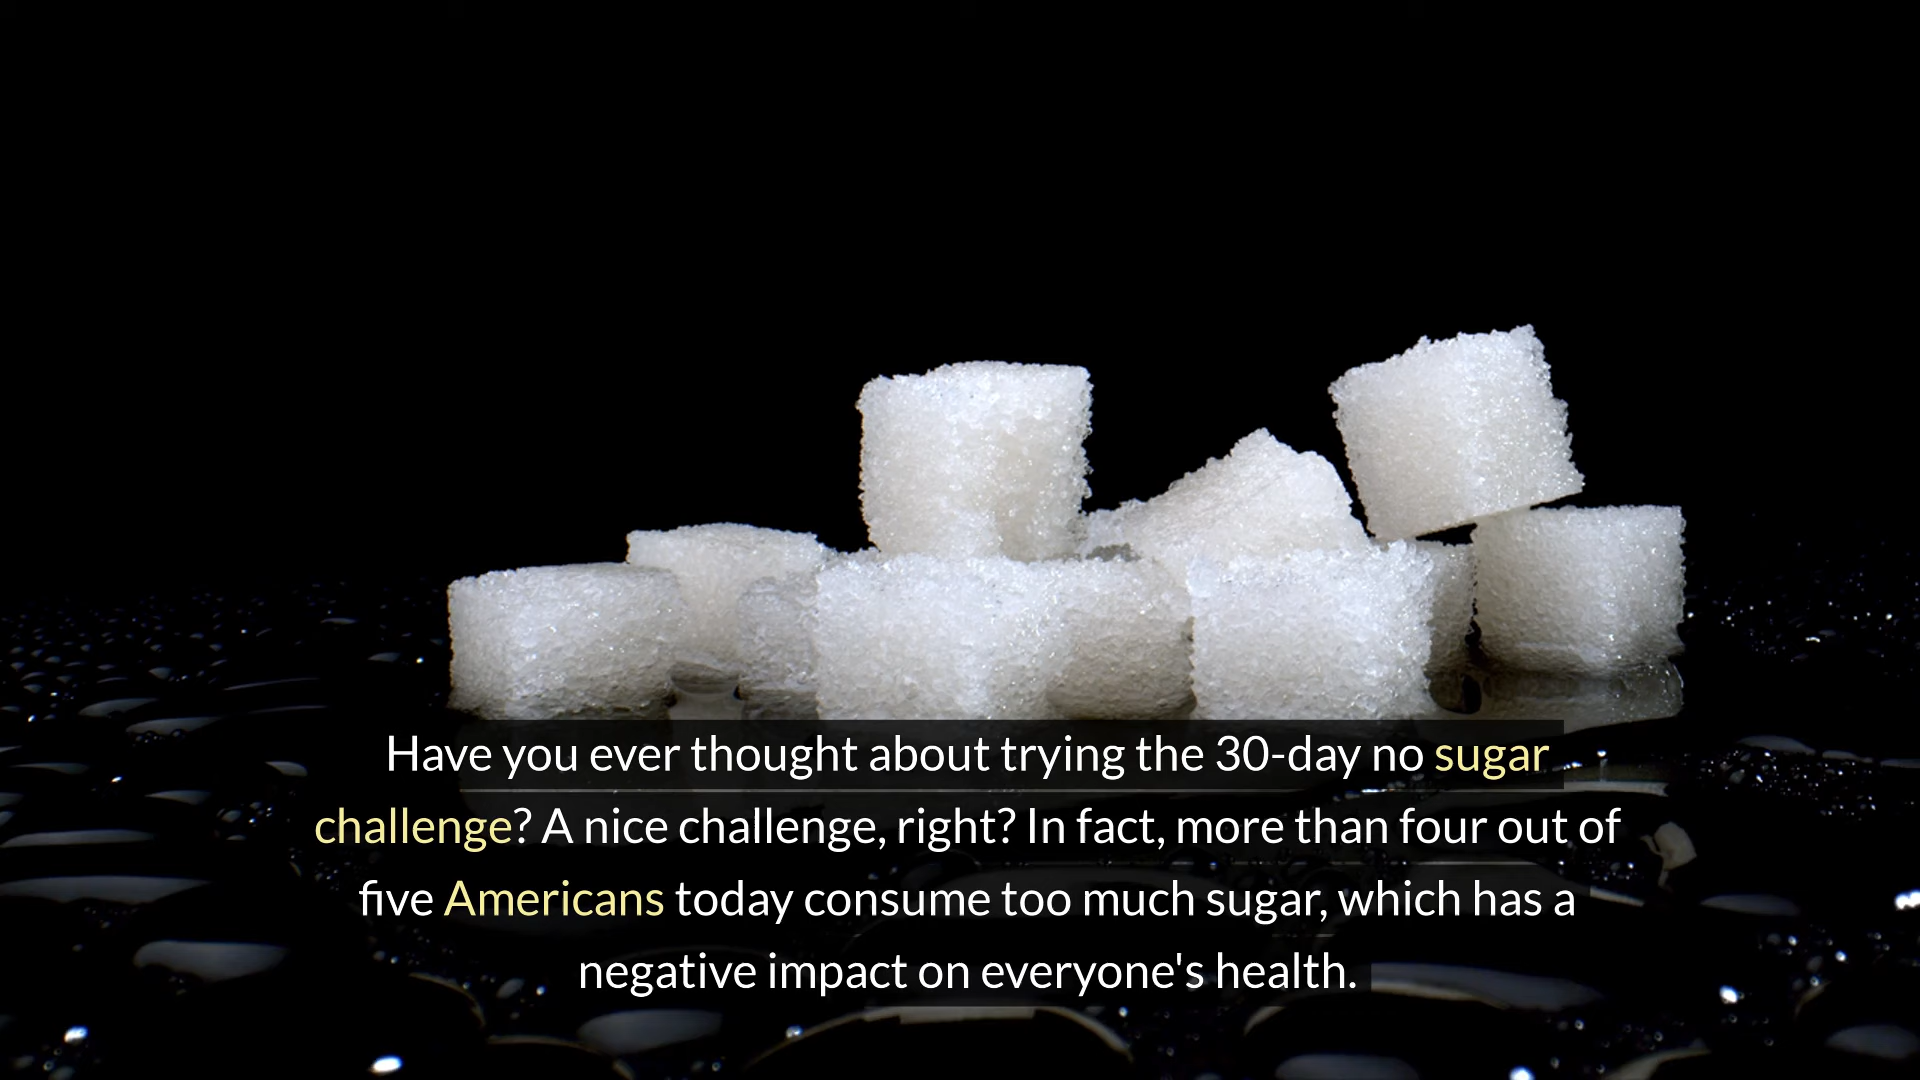 Have you ever thought about trying the 30-day no sugar
challenge? A nice challenge, right? In fact, more than four out of
five Americans today consume too much sugar, which has a
negative impact on everyone's health.